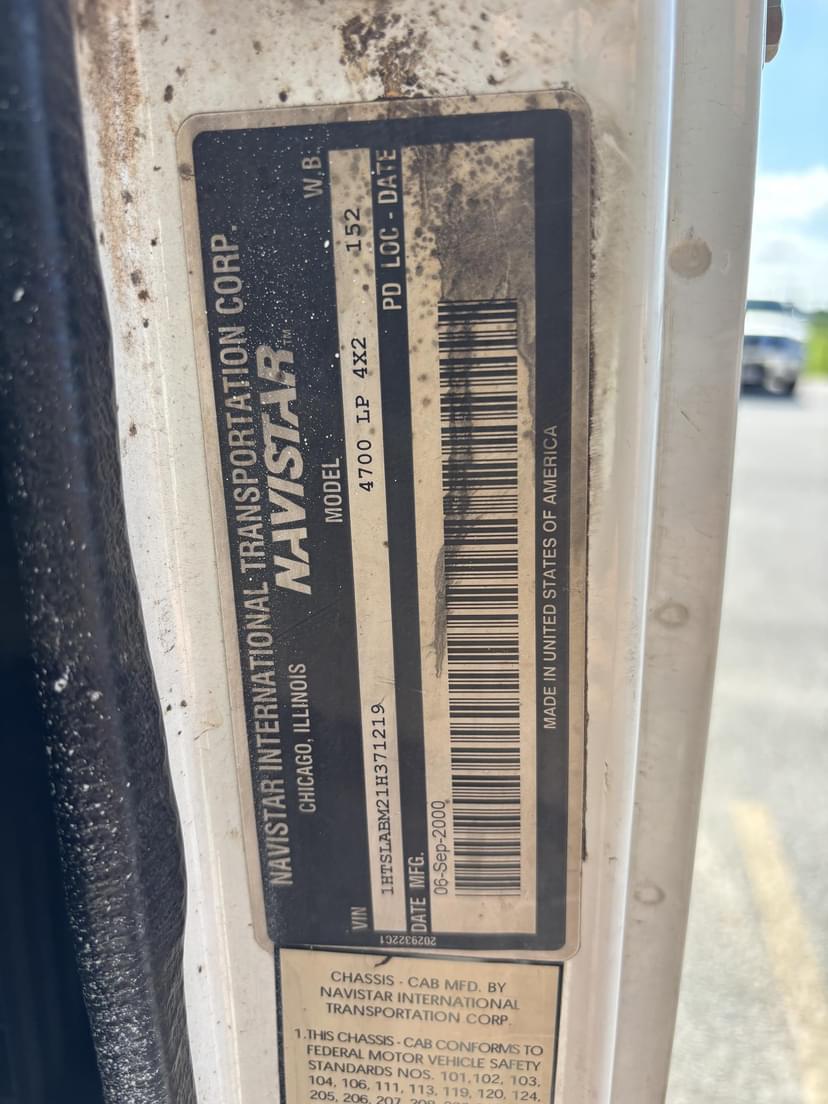 NAVISTAR INTERNATIONAL TRANSPORTATION CORP.
CHICAGO, ILLINOIS
NAVISTAR™
VIN MODEL W.B.
1HTSLABM21H371219 4700 LP 4X2 152
DATE MFG. PD LOC - DATE
06-Sep-2000
MADE IN UNITED STATES OF AMERICA
2029322C1
CHASSIS - CAB MFD. BY
NAVISTAR INTERNATIONAL
TRANSPORTATION CORP.
1. THIS CHASSIS - CAB CONFORMS TO
FEDERAL MOTOR VEHICLE SAFETY
STANDARDS NOS. 101, 102, 103,
104, 106, 111, 113, 119, 120, 124,
205, 206, 207,